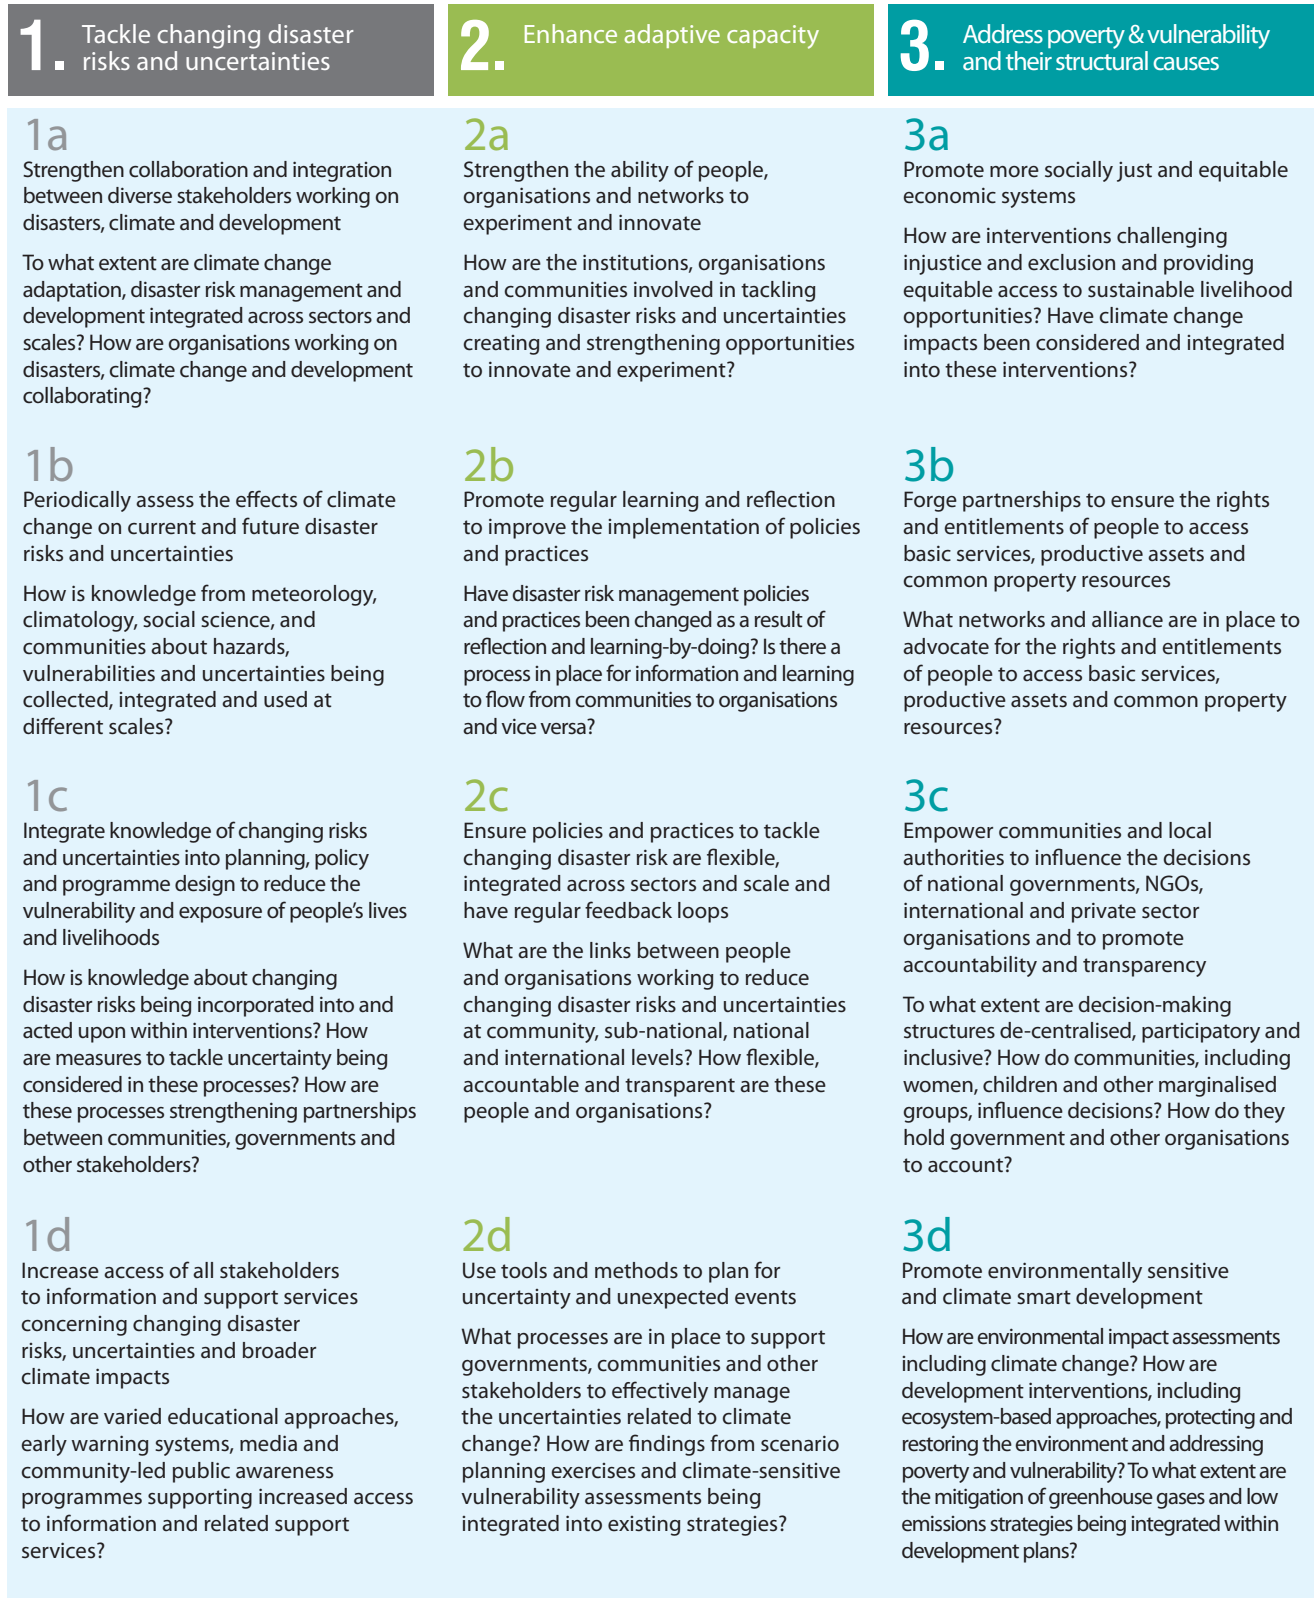 1. Tackle changing disaster
risks and uncertainties
1a
Strengthen collaboration and integration
between diverse stakeholders working on
disasters, climate and development
To what extent are climate change
adaptation, disaster risk management and
development integrated across sectors and
scales? How are organisations working on
disasters, climate change and development
collaborating?
1b
Periodically assess the effects of climate
change on current and future disaster
risks and uncertainties
How is knowledge from meteorology,
climatology, social science, and
communities about hazards,
vulnerabilities and uncertainties being
collected, integrated and used at
different scales?
1c
Integrate knowledge of changing risks
and uncertainties into planning, policy
and programme design to reduce the
vulnerability and exposure of people's lives
and livelihoods
How is knowledge about changing
disaster risks being incorporated into and
acted upon within interventions? How
are measures to tackle uncertainty being
considered in these processes? How are
these processes strengthening partnerships
between communities, governments and
other stakeholders?
1d
Increase access of all stakeholders
to information and support services
concerning changing disaster
risks, uncertainties and broader
climate impacts
How are varied educational approaches,
early warning systems, media and
community-led public awareness
programmes supporting increased access
to information and related support
services?
2. Enhance adaptive capacity
2a
Strengthen the ability of people,
organisations and networks to
experiment and innovate
How are the institutions, organisations
and communities involved in tackling
changing disaster risks and uncertainties
creating and strengthening opportunities
to innovate and experiment?
2b
Promote regular learning and reflection
to improve the implementation of policies
and practices
Have disaster risk management policies
and practices been changed as a result of
reflection and learning-by-doing? Is there a
process in place for information and learning
to flow from communities to organisations
and vice versa?
2c
Ensure policies and practices to tackle
changing disaster risk are flexible,
integrated across sectors and scale and
have regular feedback loops
What are the links between people
and organisations working to reduce
changing disaster risks and uncertainties
at community, sub-national, national
and international levels? How flexible,
accountable and transparent are these
people and organisations?
2d
Use tools and methods to plan for
uncertainty and unexpected events
What processes are in place to support
governments, communities and other
stakeholders to effectively manage
the uncertainties related to climate
change? How are findings from scenario
planning exercises and climate-sensitive
vulnerability assessments being
integrated into existing strategies?
3. Address poverty & vulnerability
and their structural causes
3a
Promote more socially just and equitable
economic systems
How are interventions challenging
injustice and exclusion and providing
equitable access to sustainable livelihood
opportunities? Have climate change
impacts been considered and integrated
into these interventions?
3b
Forge partnerships to ensure the rights
and entitlements of people to access
basic services, productive assets and
common property resources
What networks and alliance are in place to
advocate for the rights and entitlements
of people to access basic services,
productive assets and common property
resources?
3c
Empower communities and local
authorities to influence the decisions
of national governments, NGOs,
international and private sector
organisations and to promote
accountability and transparency
To what extent are decision-making
structures de-centralised, participatory and
inclusive? How do communities, including
women, children and other marginalised
groups, influence decisions? How do they
hold government and other organisations
to account?
3d
Promote environmentally sensitive
and climate smart development
How are environmental impact assessments
including climate change? How are
development interventions, including
ecosystem-based approaches, protecting and
restoring the environment and addressing
poverty and vulnerability? To what extent are
the mitigation of greenhouse gases and low
emissions strategies being integrated within
development plans?